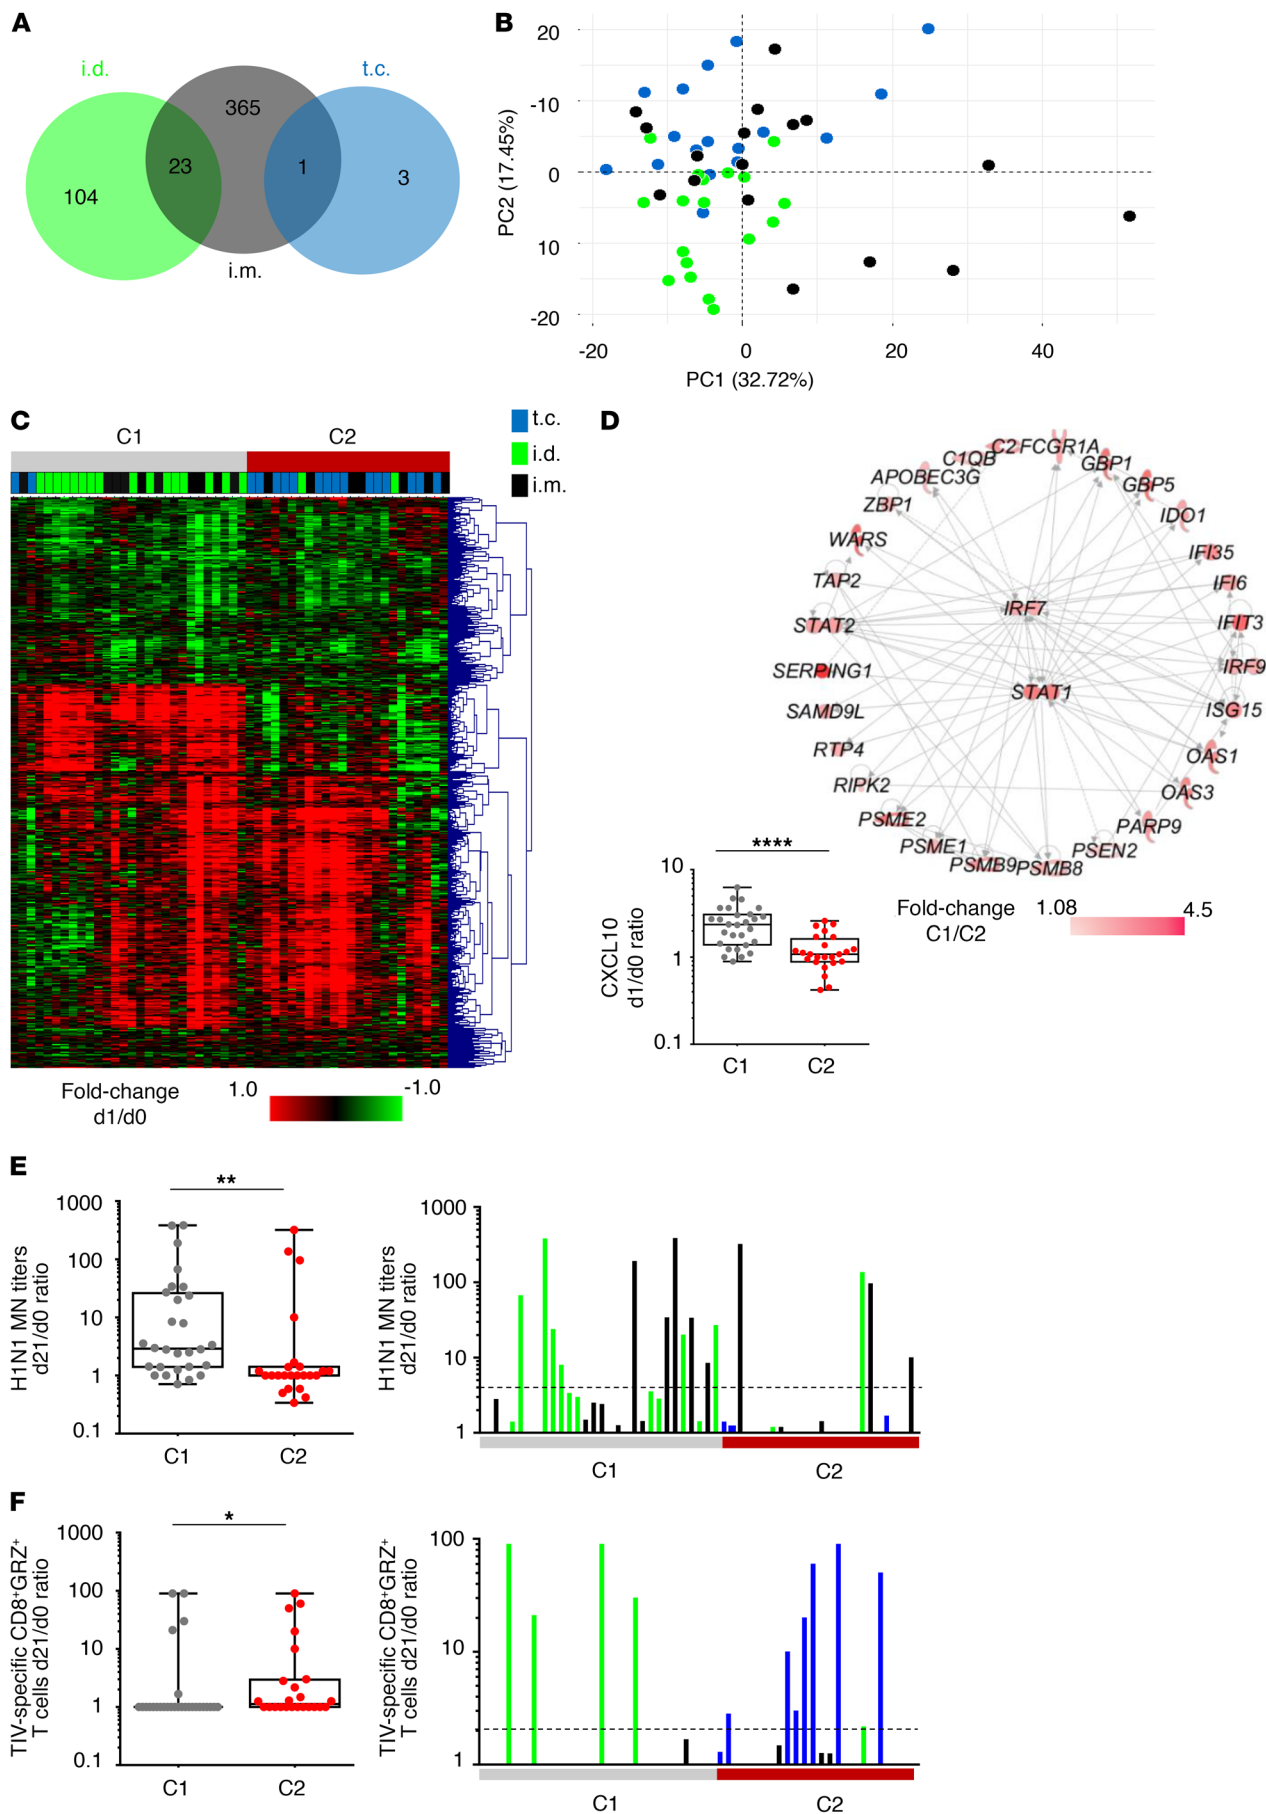 A
i.d.
t.c.
365
23
1
3
104
i.m.
B
PC2 (17.45%)
20
-10
0
10
-20
-20
0
20
40
PC1 (32.72%)
C
C1
C2
t.c.
i.d.
i.m.
Fold-change
d1/d0
1.0
-1.0
D
C1QB
C2
FCGR1A
GBP1
GBP5
IDO1
IFI35
IFI6
IFIT3
IRF9
ISG15
OAS1
OAS3
PARP9
PSEN2
PSMB8
PSMB9
PSME1
PSME2
RIPK2
RTP4
SAMD9L
SERPING1
STAT2
TAP2
WARS
ZBP1
APOBEC3G
IRF7
STAT1
Fold-change
C1/C2
1.08
4.5
CXCL10
d1/d0 ratio
10
1
0.1
****
C1
C2
E
H1N1 MN titers
d21/d0 ratio
1000
100
10
1
0.1
**
C1
C2
H1N1 MN titers
d21/d0 ratio
1000
100
10
1
C1
C2
F
TIV-specific CD8+GRZ+
T cells d21/d0 ratio
1000
100
10
1
0.1
*
C1
C2
TIV-specific CD8+GRZ+
T cells d21/d0 ratio
100
10
1
C1
C2